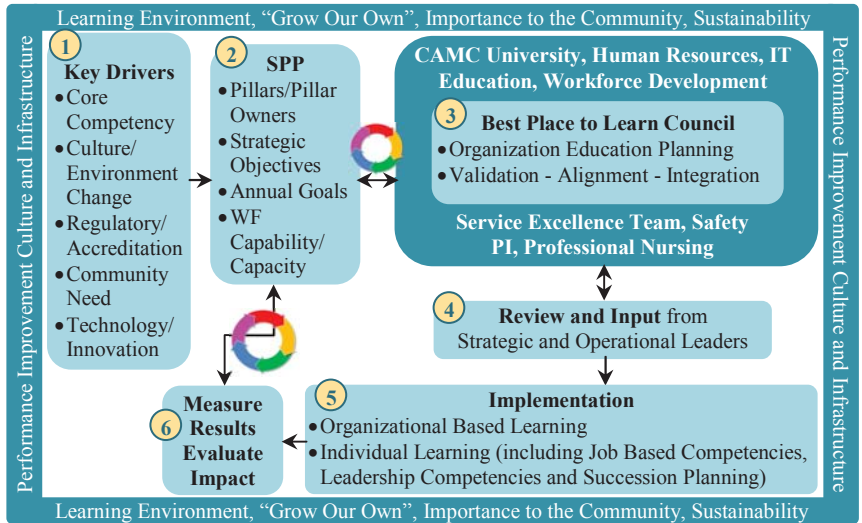 Learning Environment, “Grow Our Own”, Importance to the Community, Sustainability
Performance Improvement Culture and Infrastructure
1
Key Drivers
•Core
Competency
•Culture/
Environment
Change
•Regulatory/
Accreditation
•Community
Need
•Technology/
Innovation
2
SPP
•Pillars/Pillar
Owners
•Strategic
Objectives
•Annual Goals
•WF
Capability/
Capacity
CAMC University, Human Resources, IT
Education, Workforce Development
3
Best Place to Learn Council
•Organization Education Planning
•Validation - Alignment - Integration
Service Excellence Team, Safety
PI, Professional Nursing
4
Review and Input from
Strategic and Operational Leaders
5
Implementation
•Organizational Based Learning
•Individual Learning (including Job Based Competencies,
Leadership Competencies and Succession Planning)
6
Measure
Results
Evaluate
Impact
Performance Improvement Culture and Infrastructure
Learning Environment, “Grow Our Own”, Importance to the Community, Sustainability